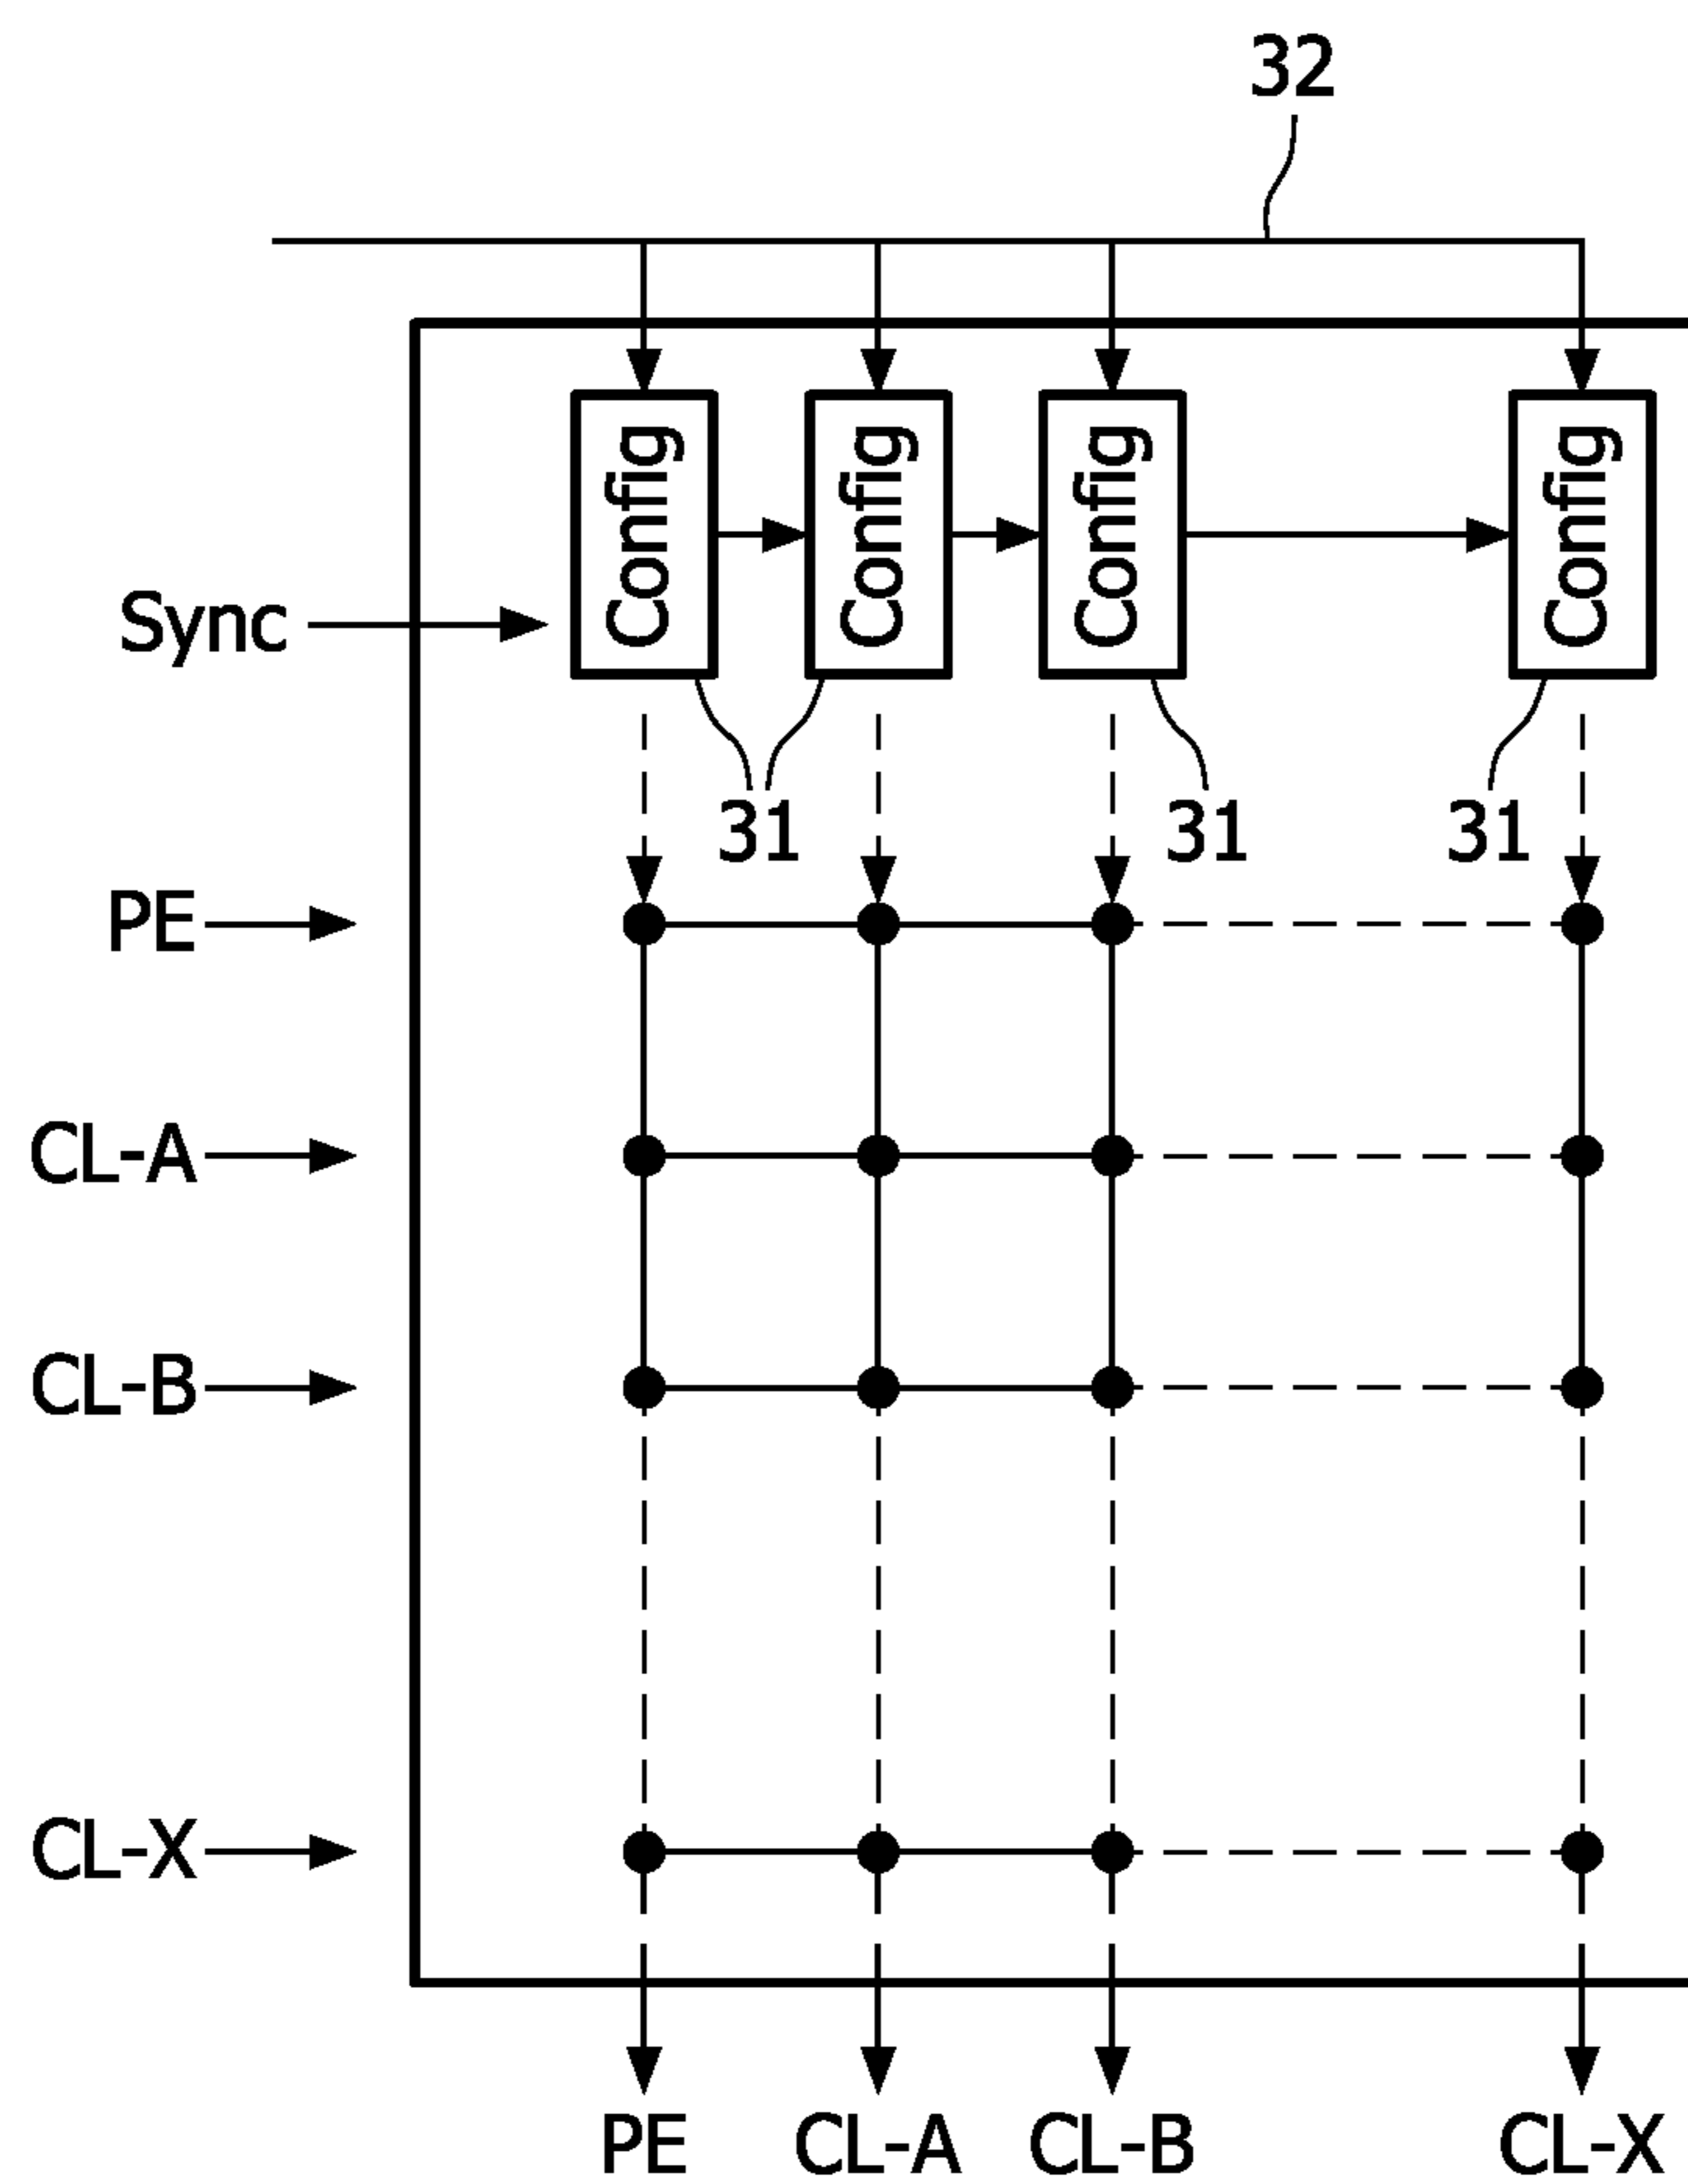 32
Config Config Config Config
Sync
31 31 31
PE
CL-A
CL-B
CL-X
PE CL-A CL-B CL-X